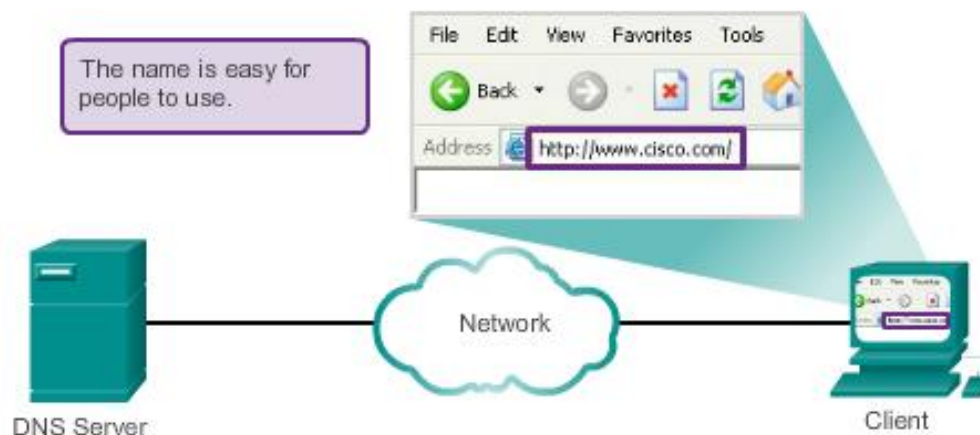 The name is easy for
people to use.
File Edit View Favorites Tools
Back
Address http://www.cisco.com/
Network
DNS Server
Client